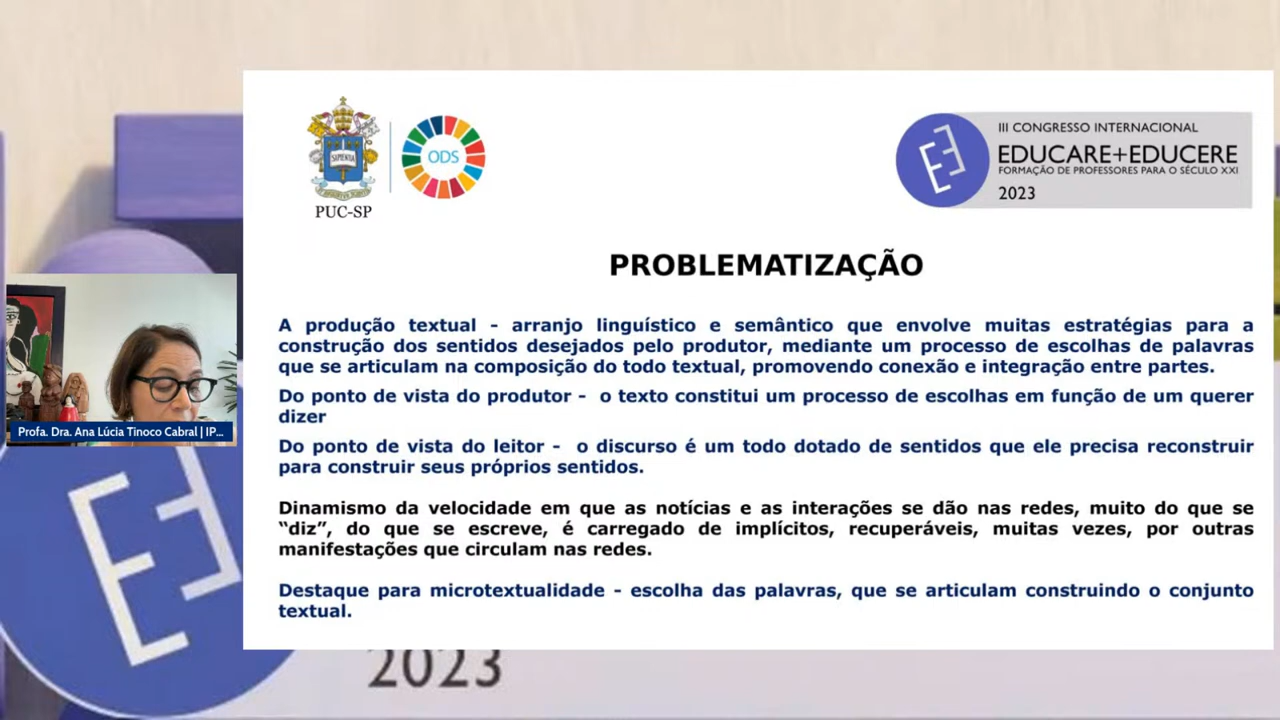 SAPIENTIA
PUC-SP
ODS
III CONGRESSO INTERNACIONAL
EDUCARE+EDUCERE
FORMAÇÃO DE PROFESSORES PARA O SÉCULO XXI
2023
PROBLEMATIZAÇÃO
A produção textual - arranjo linguístico e semântico que envolve muitas estratégias para a
construção dos sentidos desejados pelo produtor, mediante um processo de escolhas de palavras
que se articulam na composição do todo textual, promovendo conexão e integração entre partes.
Do ponto de vista do produtor - o texto constitui um processo de escolhas em função de um querer
dizer
Do ponto de vista do leitor - o discurso é um todo dotado de sentidos que ele precisa reconstruir
para construir seus próprios sentidos.
Dinamismo da velocidade em que as notícias e as interações se dão nas redes, muito do que se
“diz”, do que se escreve, é carregado de implícitos, recuperáveis, muitas vezes, por outras
manifestações que circulam nas redes.
Destaque para microtextualidade - escolha das palavras, que se articulam construindo o conjunto
textual.
Profa. Dra. Ana Lúcia Tinoco Cabral | IP...
2023